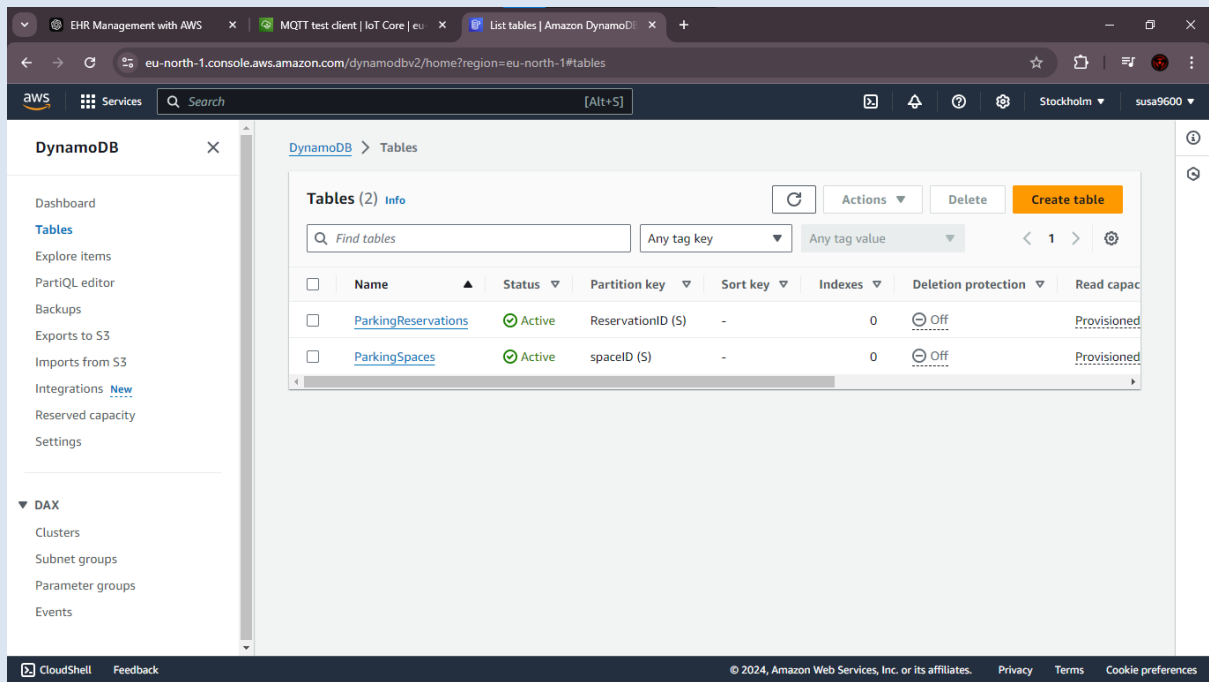 EHR Management with AWS
MQTT test client | IoT Core | eu-
List tables | Amazon DynamoDB
eu-north-1.console.aws.amazon.com/dynamodbv2/home?region=eu-north-1#tables
aws Services Search [Alt+S] Stockholm susa9600
DynamoDB
Dashboard
Tables
Explore items
PartiQL editor
Backups
Exports to S3
Imports from S3
Integrations New
Reserved capacity
Settings
DAX
Clusters
Subnet groups
Parameter groups
Events
DynamoDB > Tables
Tables (2) Info
Actions Delete Create table
Find tables Any tag key Any tag value 1
Name Status Partition key Sort key Indexes Deletion protection Read capac
ParkingReservations Active ReservationID (S) - 0 Off Provisioned
ParkingSpaces Active spaceID (S) - 0 Off Provisioned
CloudShell Feedback © 2024, Amazon Web Services, Inc. or its affiliates. Privacy Terms Cookie preferences